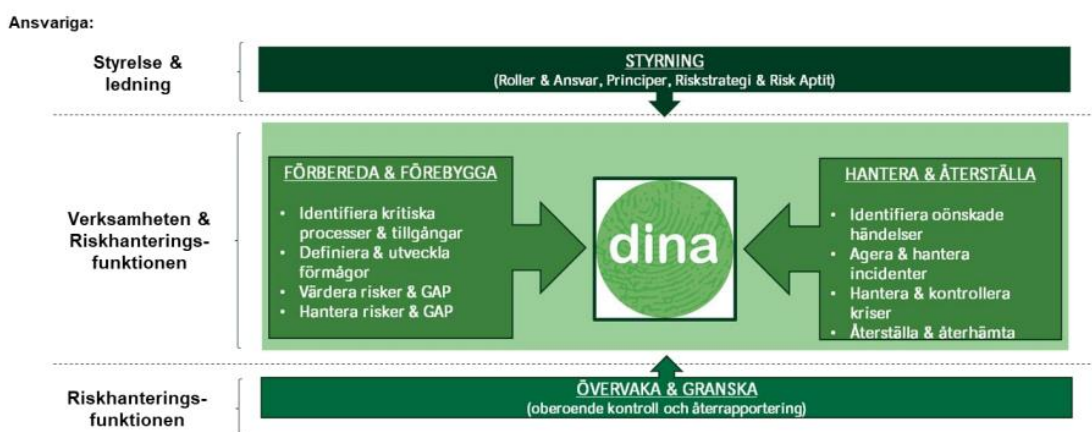 Ansvariga:
Styrelse &
ledning
STYRNING
(Roller & Ansvar, Principer, Riskstrategi & Risk Aptit)
Verksamheten &
Riskhanterings-
funktionen
FÖRBEREDA & FÖREBYGGA
• Identifiera kritiska
processer & tillgångar
• Definiera & utveckla
förmågor
• Värdera risker & GAP
• Hantera risker & GAP
dina
HANTERA & ÅTERSTÄLLA
• Identifiera oönskade
händelser
• Agera & hantera
incidenter
• Hantera & kontrollera
kriser
• Återställa & återhämta
Riskhanterings-
funktionen
ÖVERVAKA & GRANSKA
(oberoende kontroll och återrapportering)